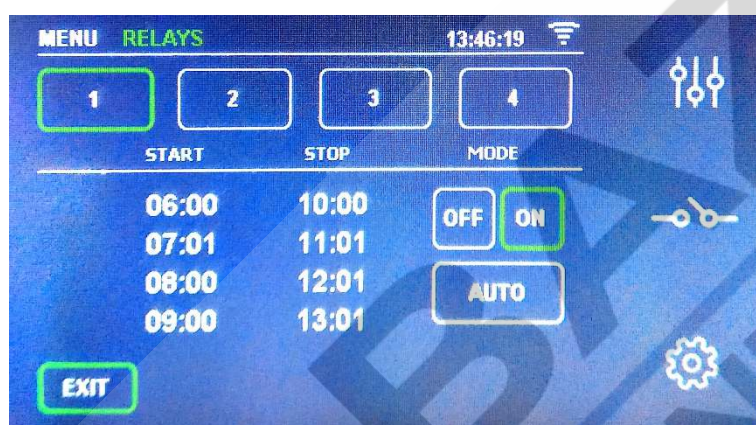 MENU RELAYS 13:46:19
1 2 3 4
START STOP MODE
06:00 10:00 OFF ON
07:01 11:01
08:00 12:01 AUTO
09:00 13:01
EXIT